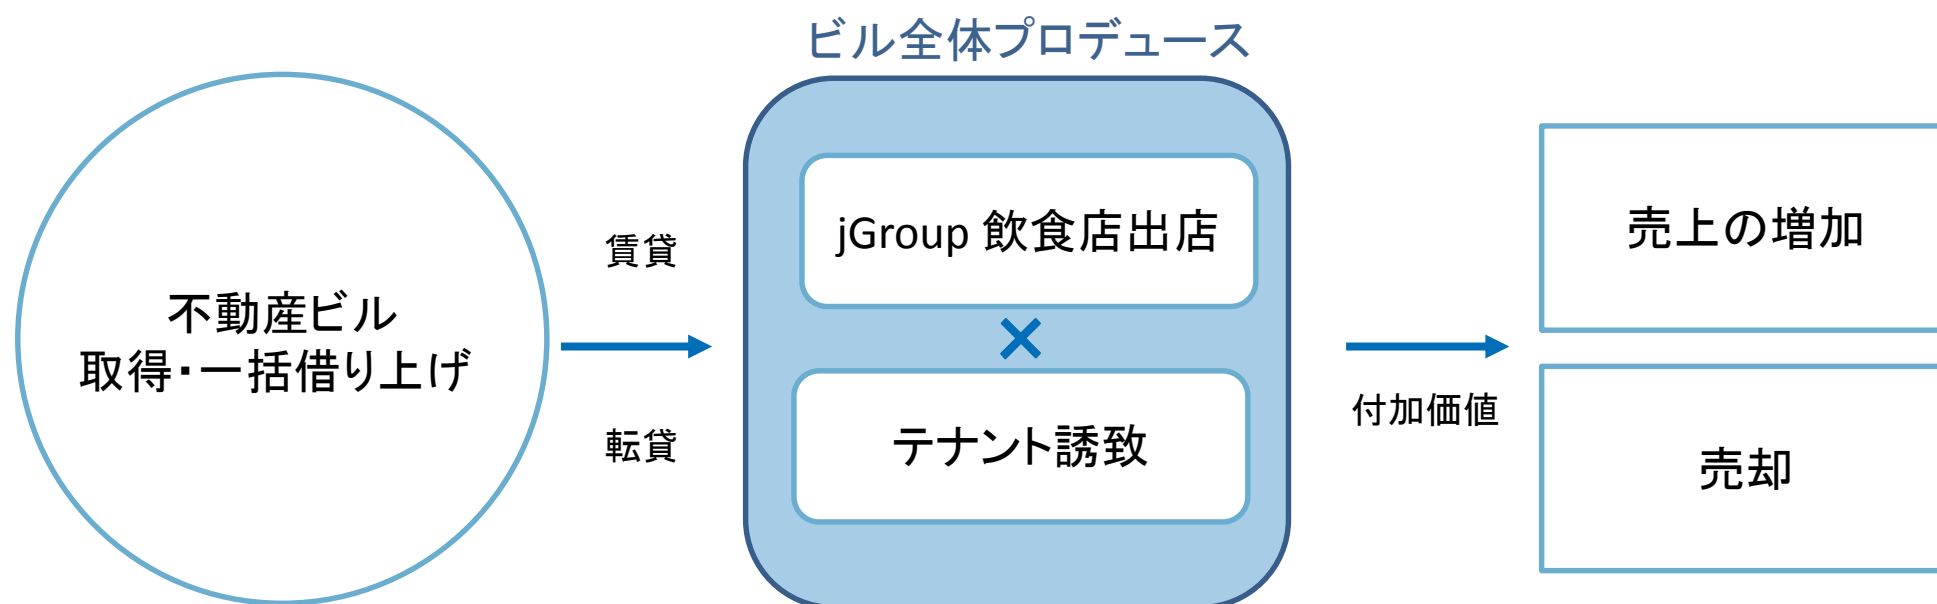 ビル全体プロデュース
不動産ビル
取得・一括借り上げ
賃貸
転貸
jGroup 飲食店出店
×
テナント誘致
付加価値
売上の増加
売却